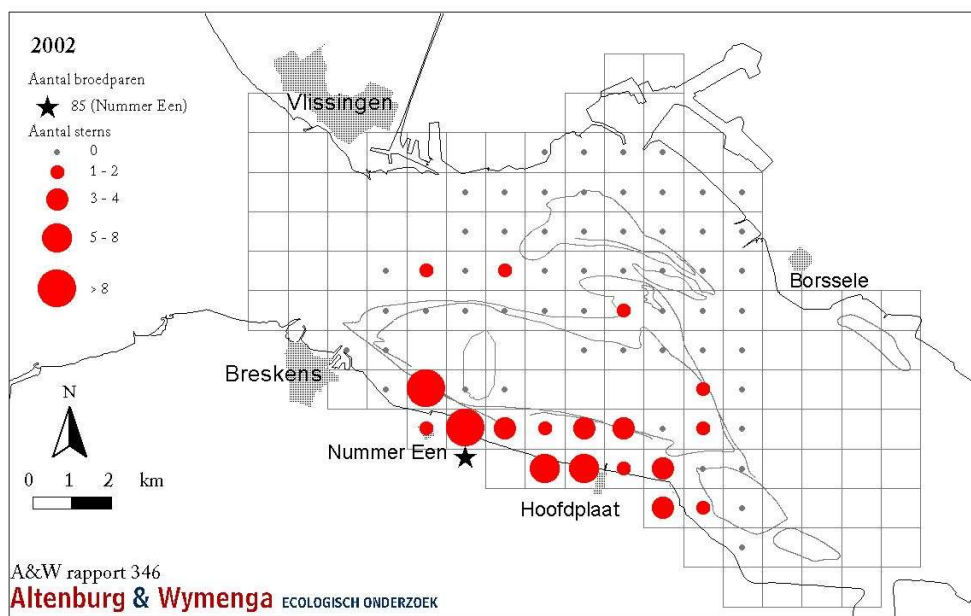 2002
Aantal broedparen
85 (Nummer Een)
Aantal sterns
0
1 - 2
3 - 4
5 - 8
> 8
Vlissingen
Borssele
Breskens
Nummer Een
Hoofdplaat
N
0 1 2 km
A&W rapport 346
Altenburg & Wymenga ECOLOGISCH ONDERZOEK